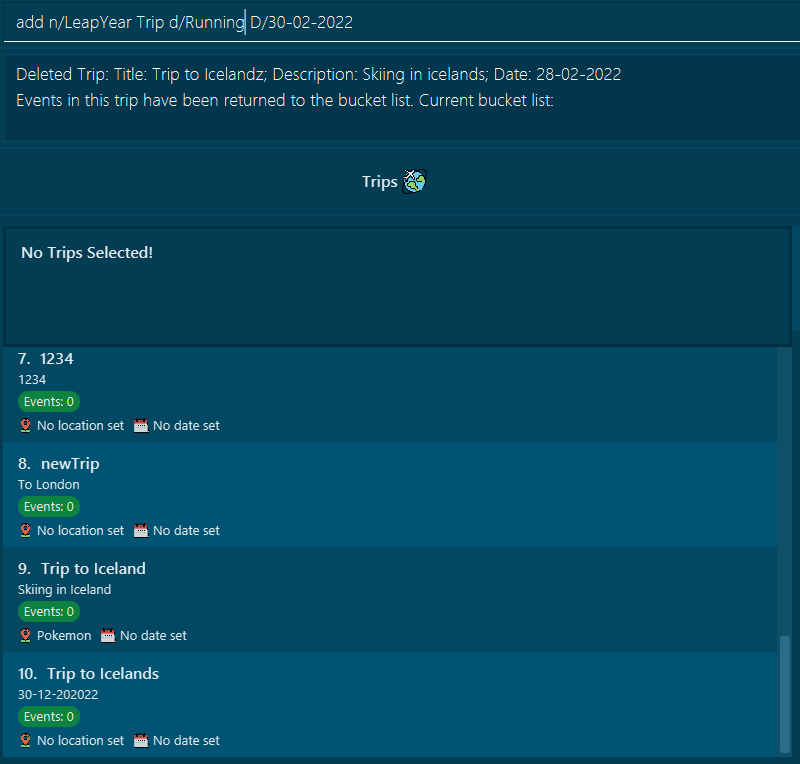 add n/LeapYear Trip d/Running D/30-02-2022
Deleted Trip: Title: Trip to Icelandz; Description: Skiing in icelands; Date: 28-02-2022
Events in this trip have been returned to the bucket list. Current bucket list:
Trips
No Trips Selected!
7. 1234
1234
Events: 0
No location set No date set
8. newTrip
To London
Events: 0
No location set No date set
9. Trip to Iceland
Skiing in Iceland
Events: 0
Pokemon No date set
10. Trip to Icelands
30-12-202022
Events: 0
No location set No date set